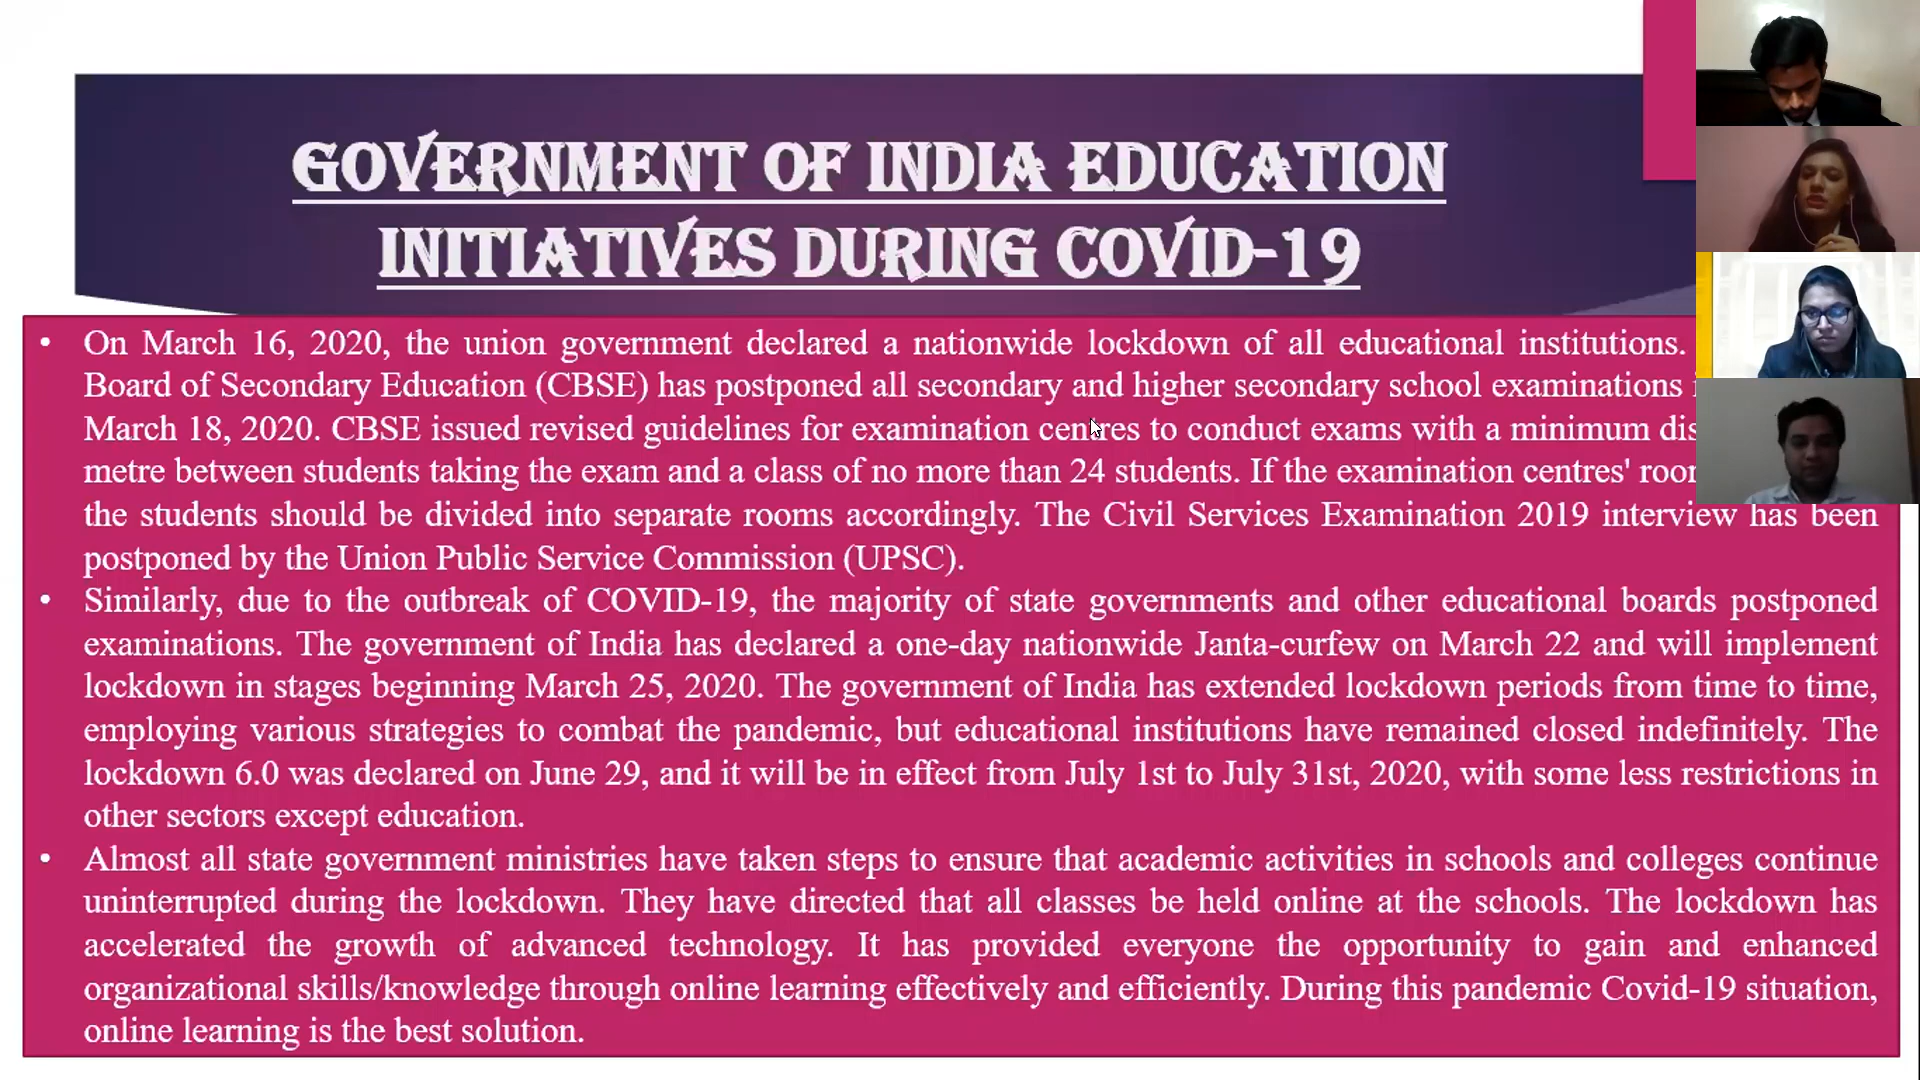 GOVERNMENT OF INDIA EDUCATION
INITIATIVES DURING COVID-19
• On March 16, 2020, the union government declared a nationwide lockdown of all educational institutions.
Board of Secondary Education (CBSE) has postponed all secondary and higher secondary school examinations
March 18, 2020. CBSE issued revised guidelines for examination centres to conduct exams with a minimum
metre between students taking the exam and a class of no more than 24 students. If the examination centres'
the students should be divided into separate rooms accordingly. The Civil Services Examination 2019 interview has been
postponed by the Union Public Service Commission (UPSC).
• Similarly, due to the outbreak of COVID-19, the majority of state governments and other educational boards postponed
examinations. The government of India has declared a one-day nationwide Janta-curfew on March 22 and will implement
lockdown in stages beginning March 25, 2020. The government of India has extended lockdown periods from time to time,
employing various strategies to combat the pandemic, but educational institutions have remained closed indefinitely. The
lockdown 6.0 was declared on June 29, and it will be in effect from July 1st to July 31st, 2020, with some less restrictions in
other sectors except education.
• Almost all state government ministries have taken steps to ensure that academic activities in schools and colleges continue
uninterrupted during the lockdown. They have directed that all classes be held online at the schools. The lockdown has
accelerated the growth of advanced technology. It has provided everyone the opportunity to gain and enhanced
organizational skills/knowledge through online learning effectively and efficiently. During this pandemic Covid-19 situation,
online learning is the best solution.